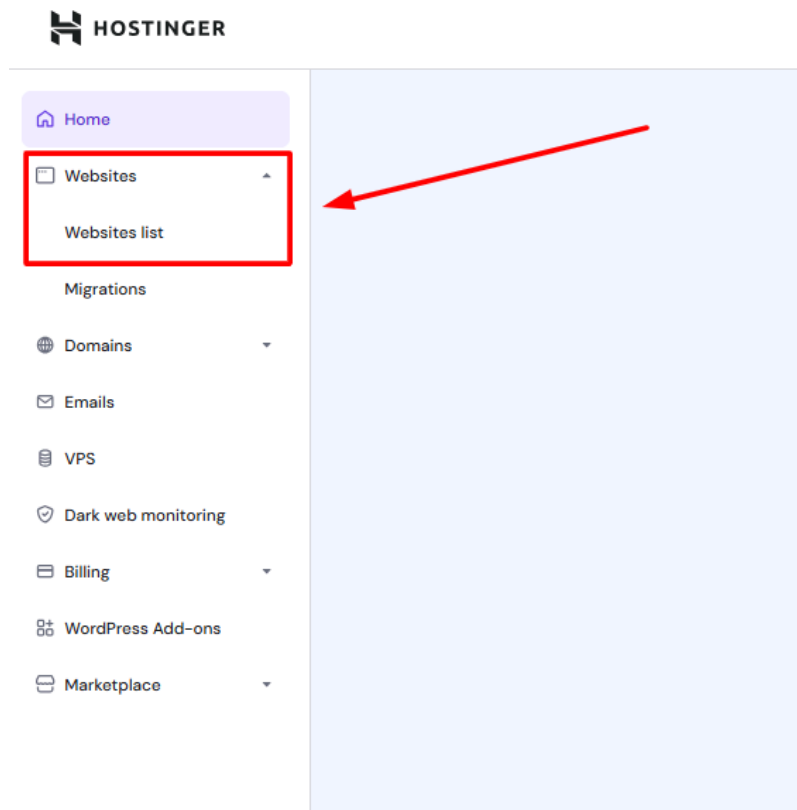 HOSTINGER
Home
Websites
Websites list
Migrations
Domains
Emails
VPS
Dark web monitoring
Billing
WordPress Add-ons
Marketplace